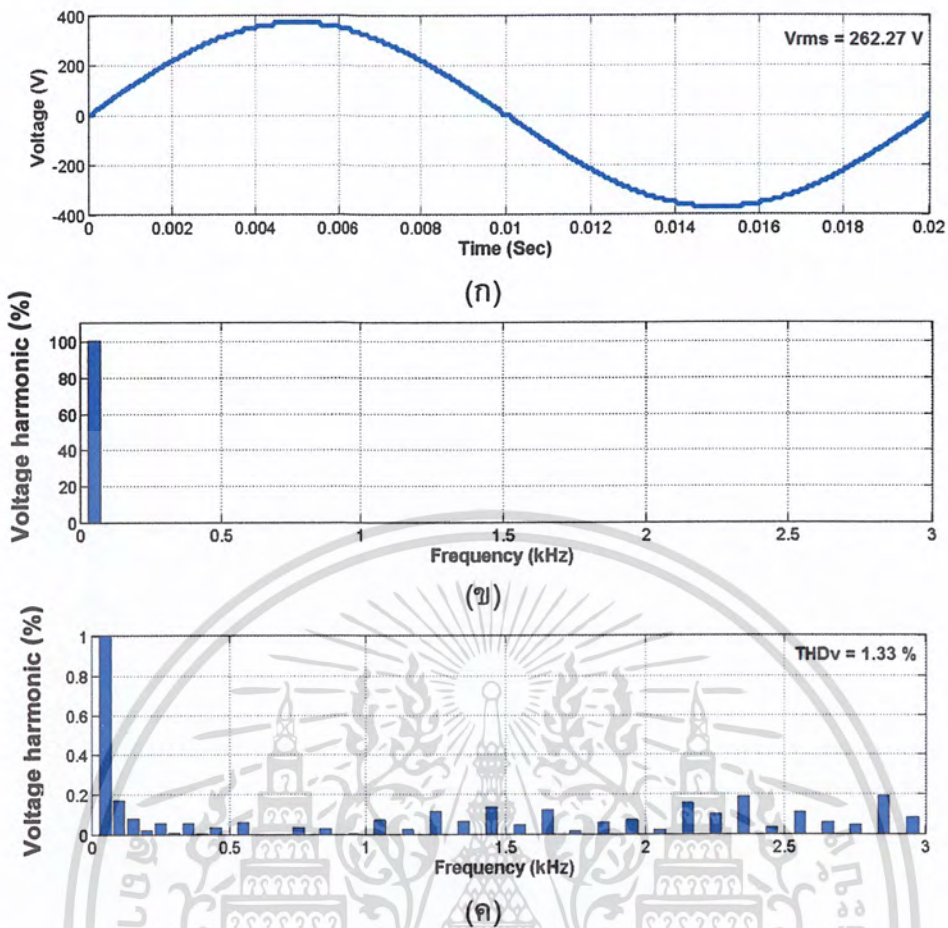 400
200
0
-200
-400
Voltage (V)
Vrms = 262.27 V
0 0.002 0.004 0.006 0.008 0.01 0.012 0.014 0.016 0.018 0.02
Time (Sec)
(ก)
100
80
60
40
20
0
Voltage harmonic (%)
0 0.5 1 1.5 2 2.5 3
Frequency (kHz)
(ข)
1
0.8
0.6
0.4
0.2
0
Voltage harmonic (%)
THDv = 1.33 %
0 0.5 1 1.5 2 2.5 3
Frequency (kHz)
(ค)